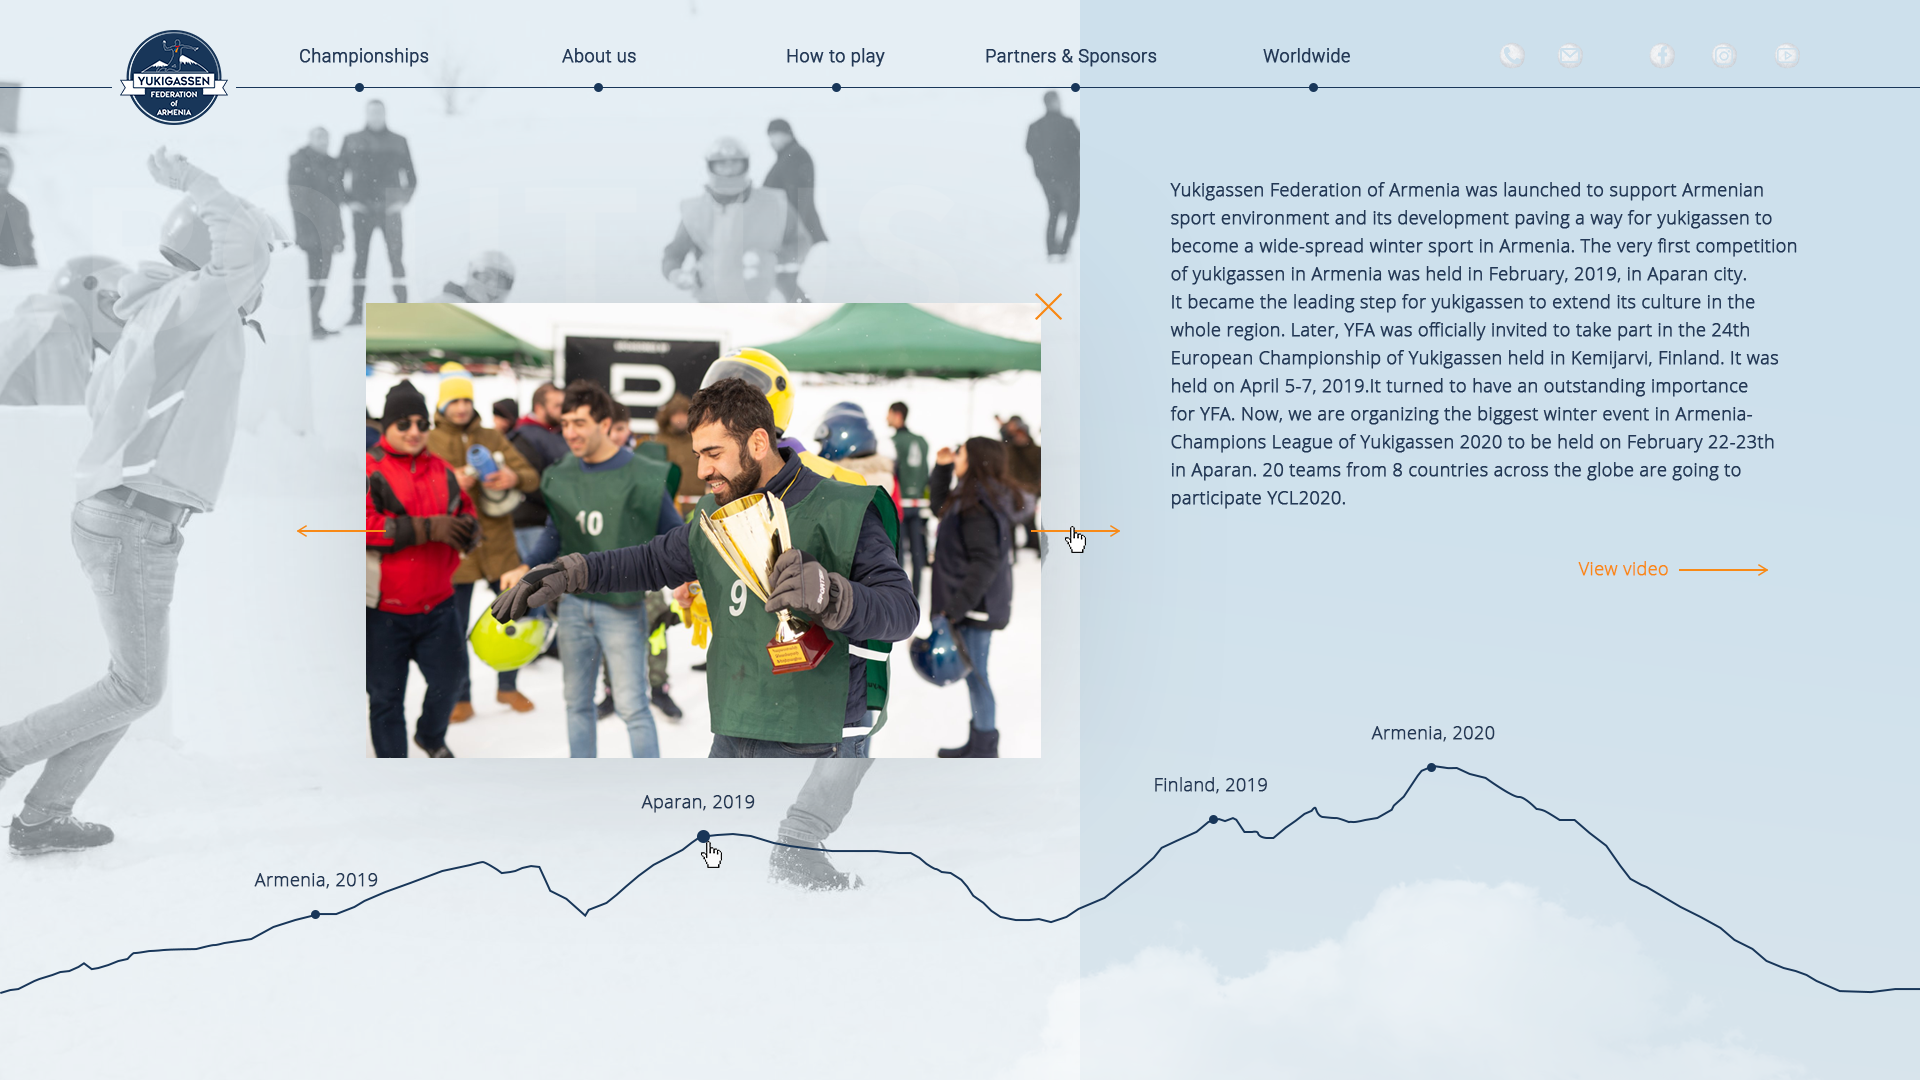 YUKIGASSEN
FEDERATION
of
ARMENIA
Championships
About us
How to play
Partners & Sponsors
Worldwide
Yukigassen Federation of Armenia was launched to support Armenian
sport environment and its development paving a way for yukigassen to
become a wide-spread winter sport in Armenia. The very first competition
of yukigassen in Armenia was held in February, 2019, in Aparan city.
It became the leading step for yukigassen to extend its culture in the
whole region. Later, YFA was officially invited to take part in the 24th
European Championship of Yukigassen held in Kemijarvi, Finland. It was
held on April 5-7, 2019.It turned to have an outstanding importance
for YFA. Now, we are organizing the biggest winter event in Armenia-
Champions League of Yukigassen 2020 to be held on February 22-23th
in Aparan. 20 teams from 8 countries across the globe are going to
participate YCL2020.
10
9
View video
Armenia, 2020
Finland, 2019
Aparan, 2019
Armenia, 2019